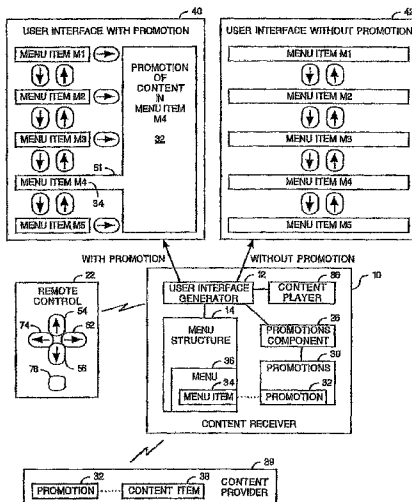 40
USER INTERFACE WITH PROMOTION
MENU ITEM M1
MENU ITEM M2
MENU ITEM M3
51
MENU ITEM M4
34
MENU ITEM M5
PROMOTION
OF
CONTENT
IN
MENU ITEM
M4
32
42
USER INTERFACE WITHOUT PROMOTION
MENU ITEM M1
MENU ITEM M2
MENU ITEM M3
MENU ITEM M4
MENU ITEM M5
WITH PROMOTION
WITHOUT PROMOTION
22
REMOTE
CONTROL
54
74
52
56
76
10
USER INTERFACE
GENERATOR
12
CONTENT
PLAYER
86
14
MENU
STRUCTURE
36
MENU
34
MENU ITEM
PROMOTIONS
COMPONENT
26
30
PROMOTIONS
32
PROMOTION
CONTENT RECEIVER
39
32
PROMOTION
38
CONTENT ITEM
CONTENT
PROVIDER